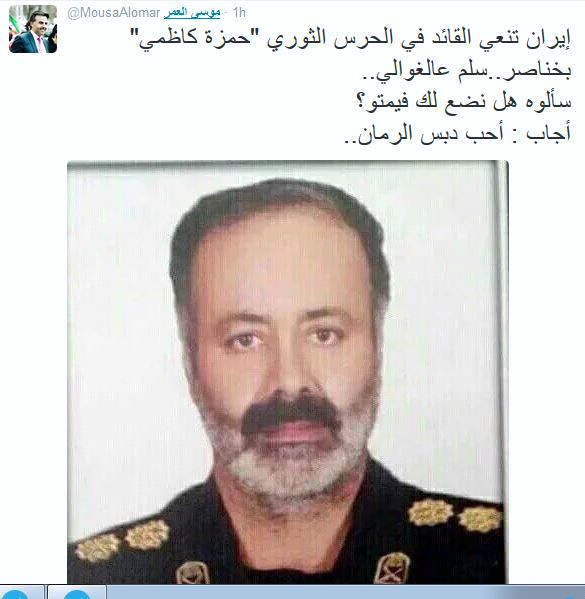 @MousaAlomar موسى العمر · 1h
إيران تنعي القائد في الحرس الثوري "حمزة كاظمي"
بخناصر..سلم عالغوالي..
سألوه هل نضع لك فيمتو؟
أجاب : أحب دبس الرمان..